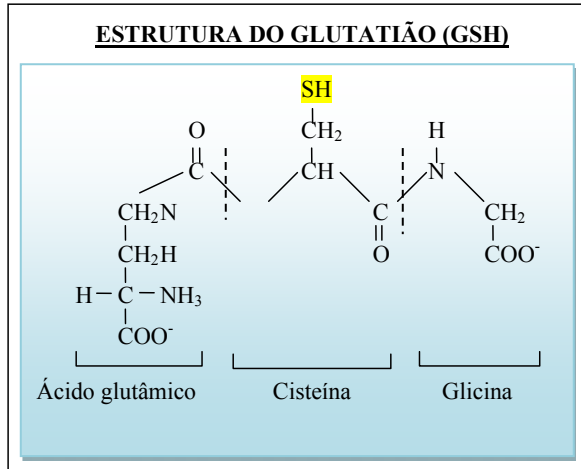 ESTRUTURA DO GLUTATIÃO (GSH)
SH
O CH₂ H
C CH N
CH₂N C CH₂
CH₂H O COO⁻
H – C – NH₃
COO⁻
Ácido glutâmico Cisteína Glicina